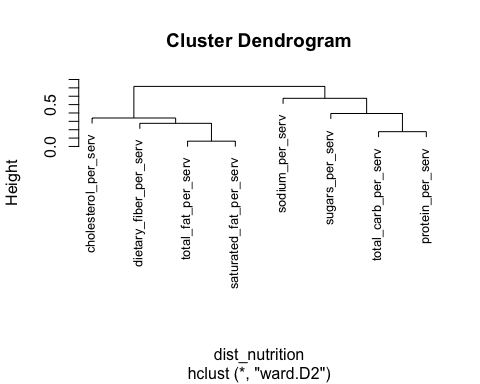 Cluster Dendrogram
Height
0.0 0.5
cholesterol_per_serv
dietary_fiber_per_serv
total_fat_per_serv
saturated_fat_per_serv
sodium_per_serv
sugars_per_serv
total_carb_per_serv
protein_per_serv
dist_nutrition
hclust (*, "ward.D2")